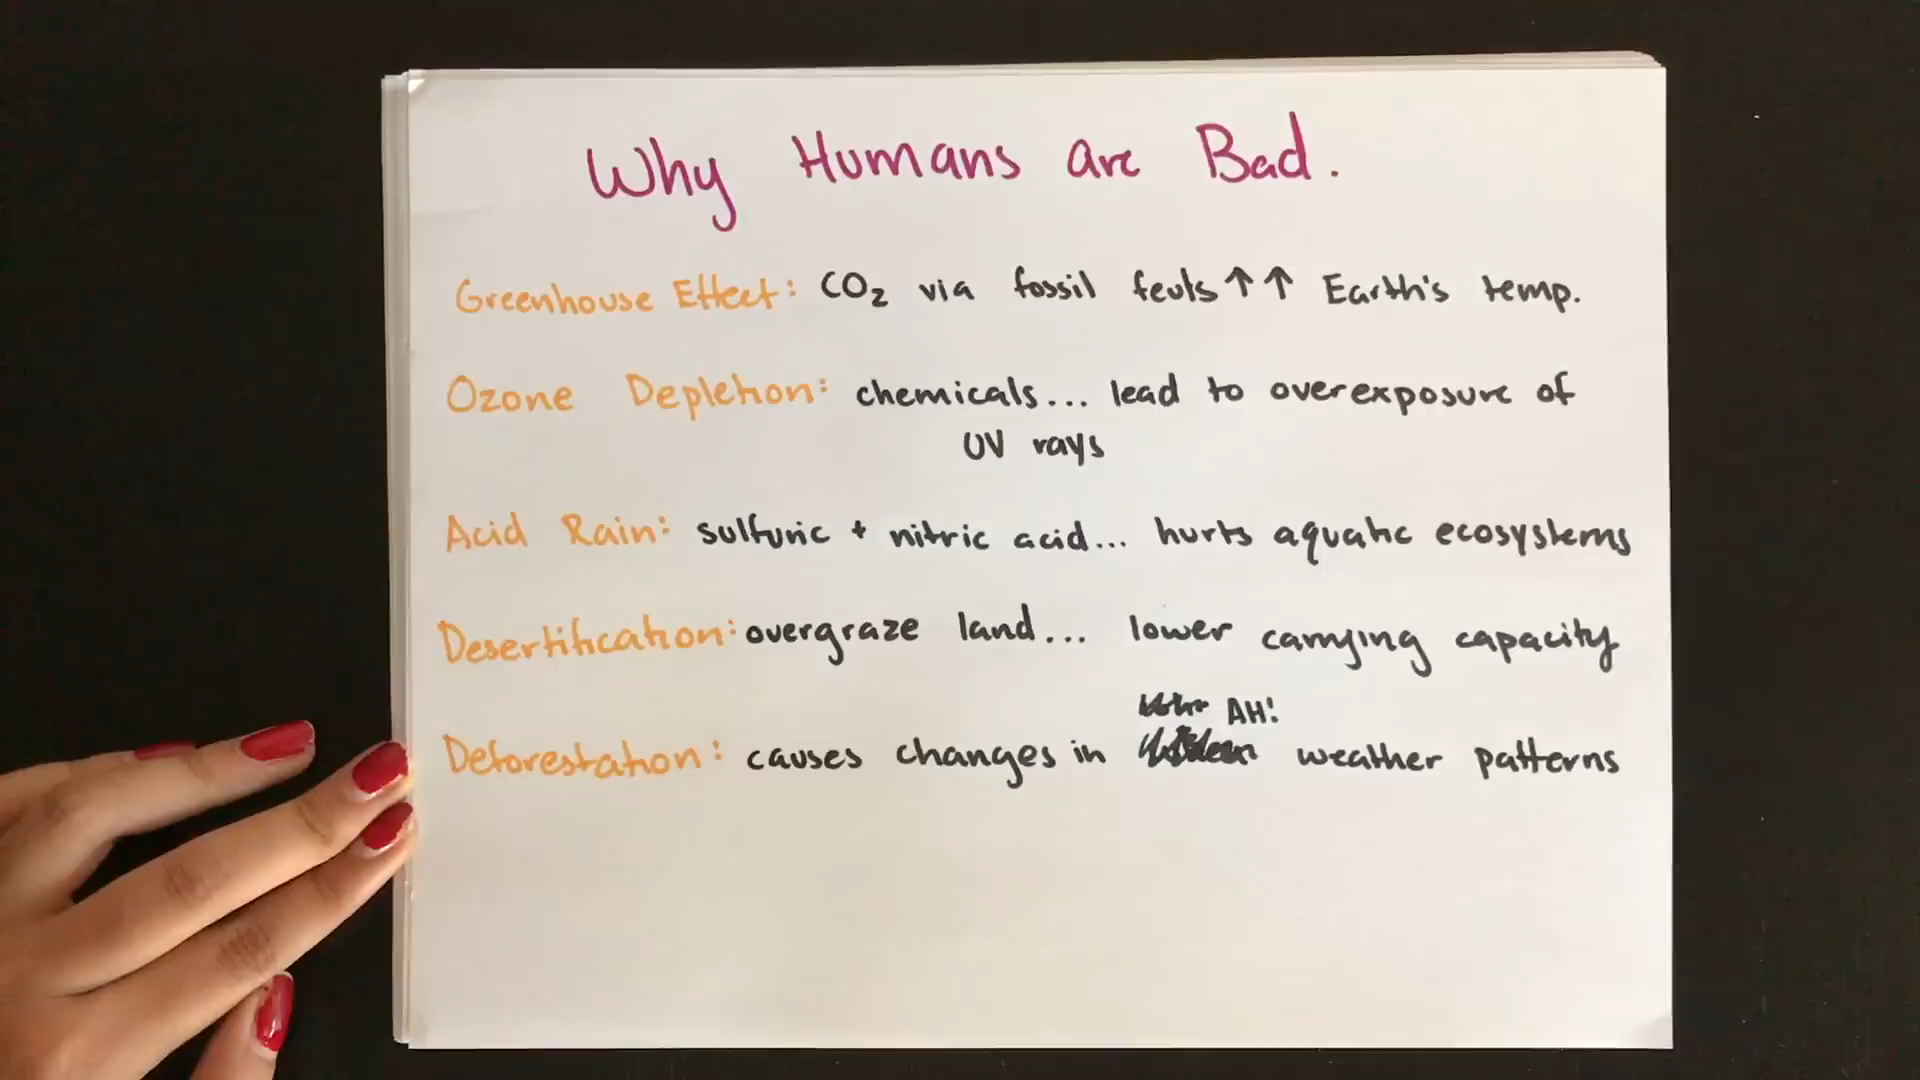 Why Humans are Bad.
Greenhouse Effect: CO₂ via fossil feuls ↑↑ Earth's temp.
Ozone Depletion: chemicals... lead to overexposure of
UV rays
Acid Rain: sulfuric + nitric acid... hurts aquatic ecosystems
Desertification: overgraze land... lower carrying capacity
AH!
Deforestation: causes changes in weather patterns